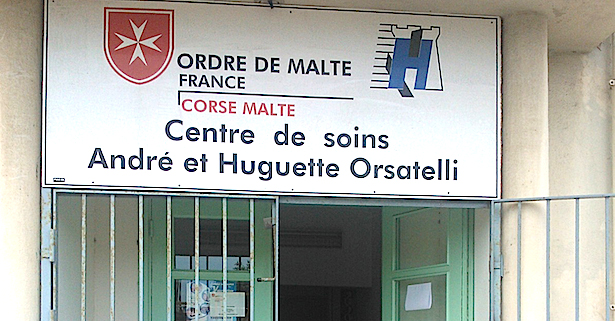 ORDRE DE MALTE
FRANCE
CORSE MALTE
H
Centre de soins
André et Huguette Orsatelli